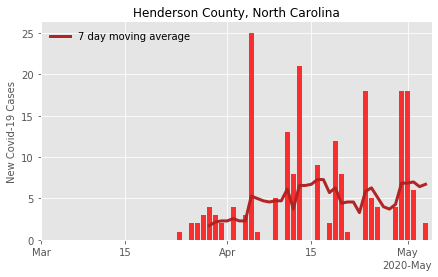 Henderson County, North Carolina
7 day moving average
New Covid-19 Cases
25
20
15
10
5
0
Mar 15 Apr 15 May
2020-May